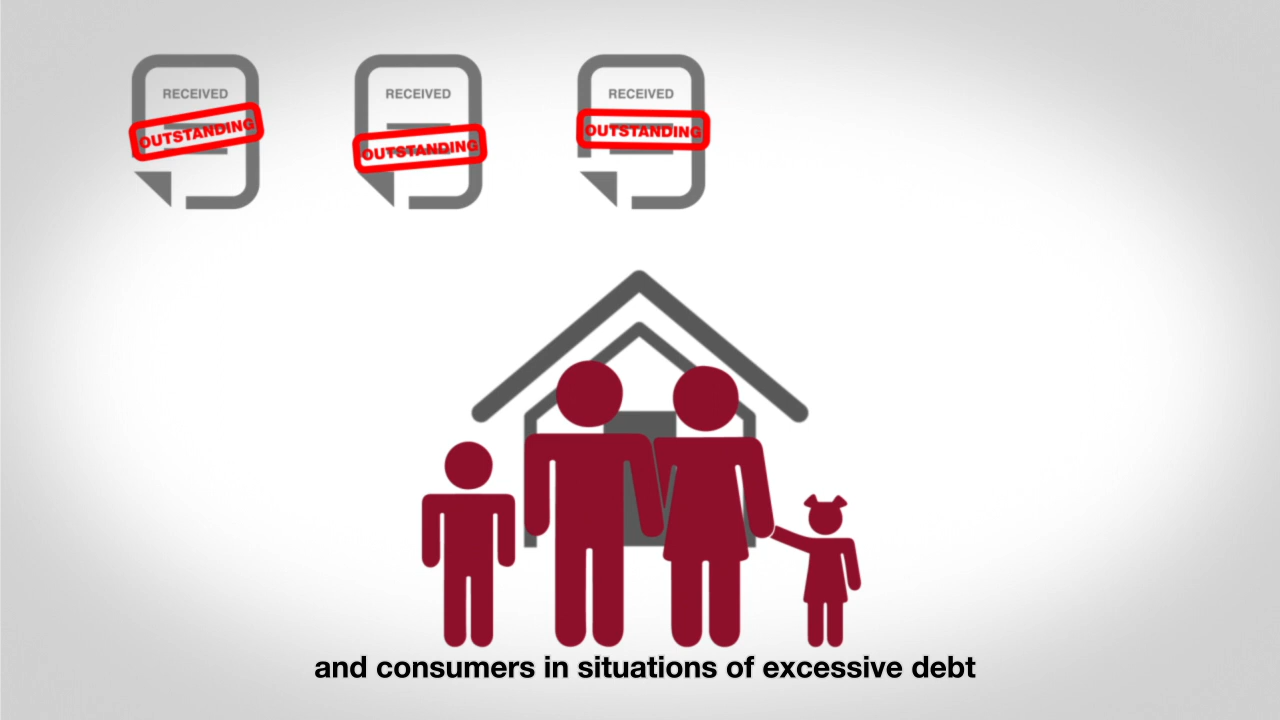 RECEIVED
OUTSTANDING
RECEIVED
OUTSTANDING
RECEIVED
OUTSTANDING
and consumers in situations of excessive debt